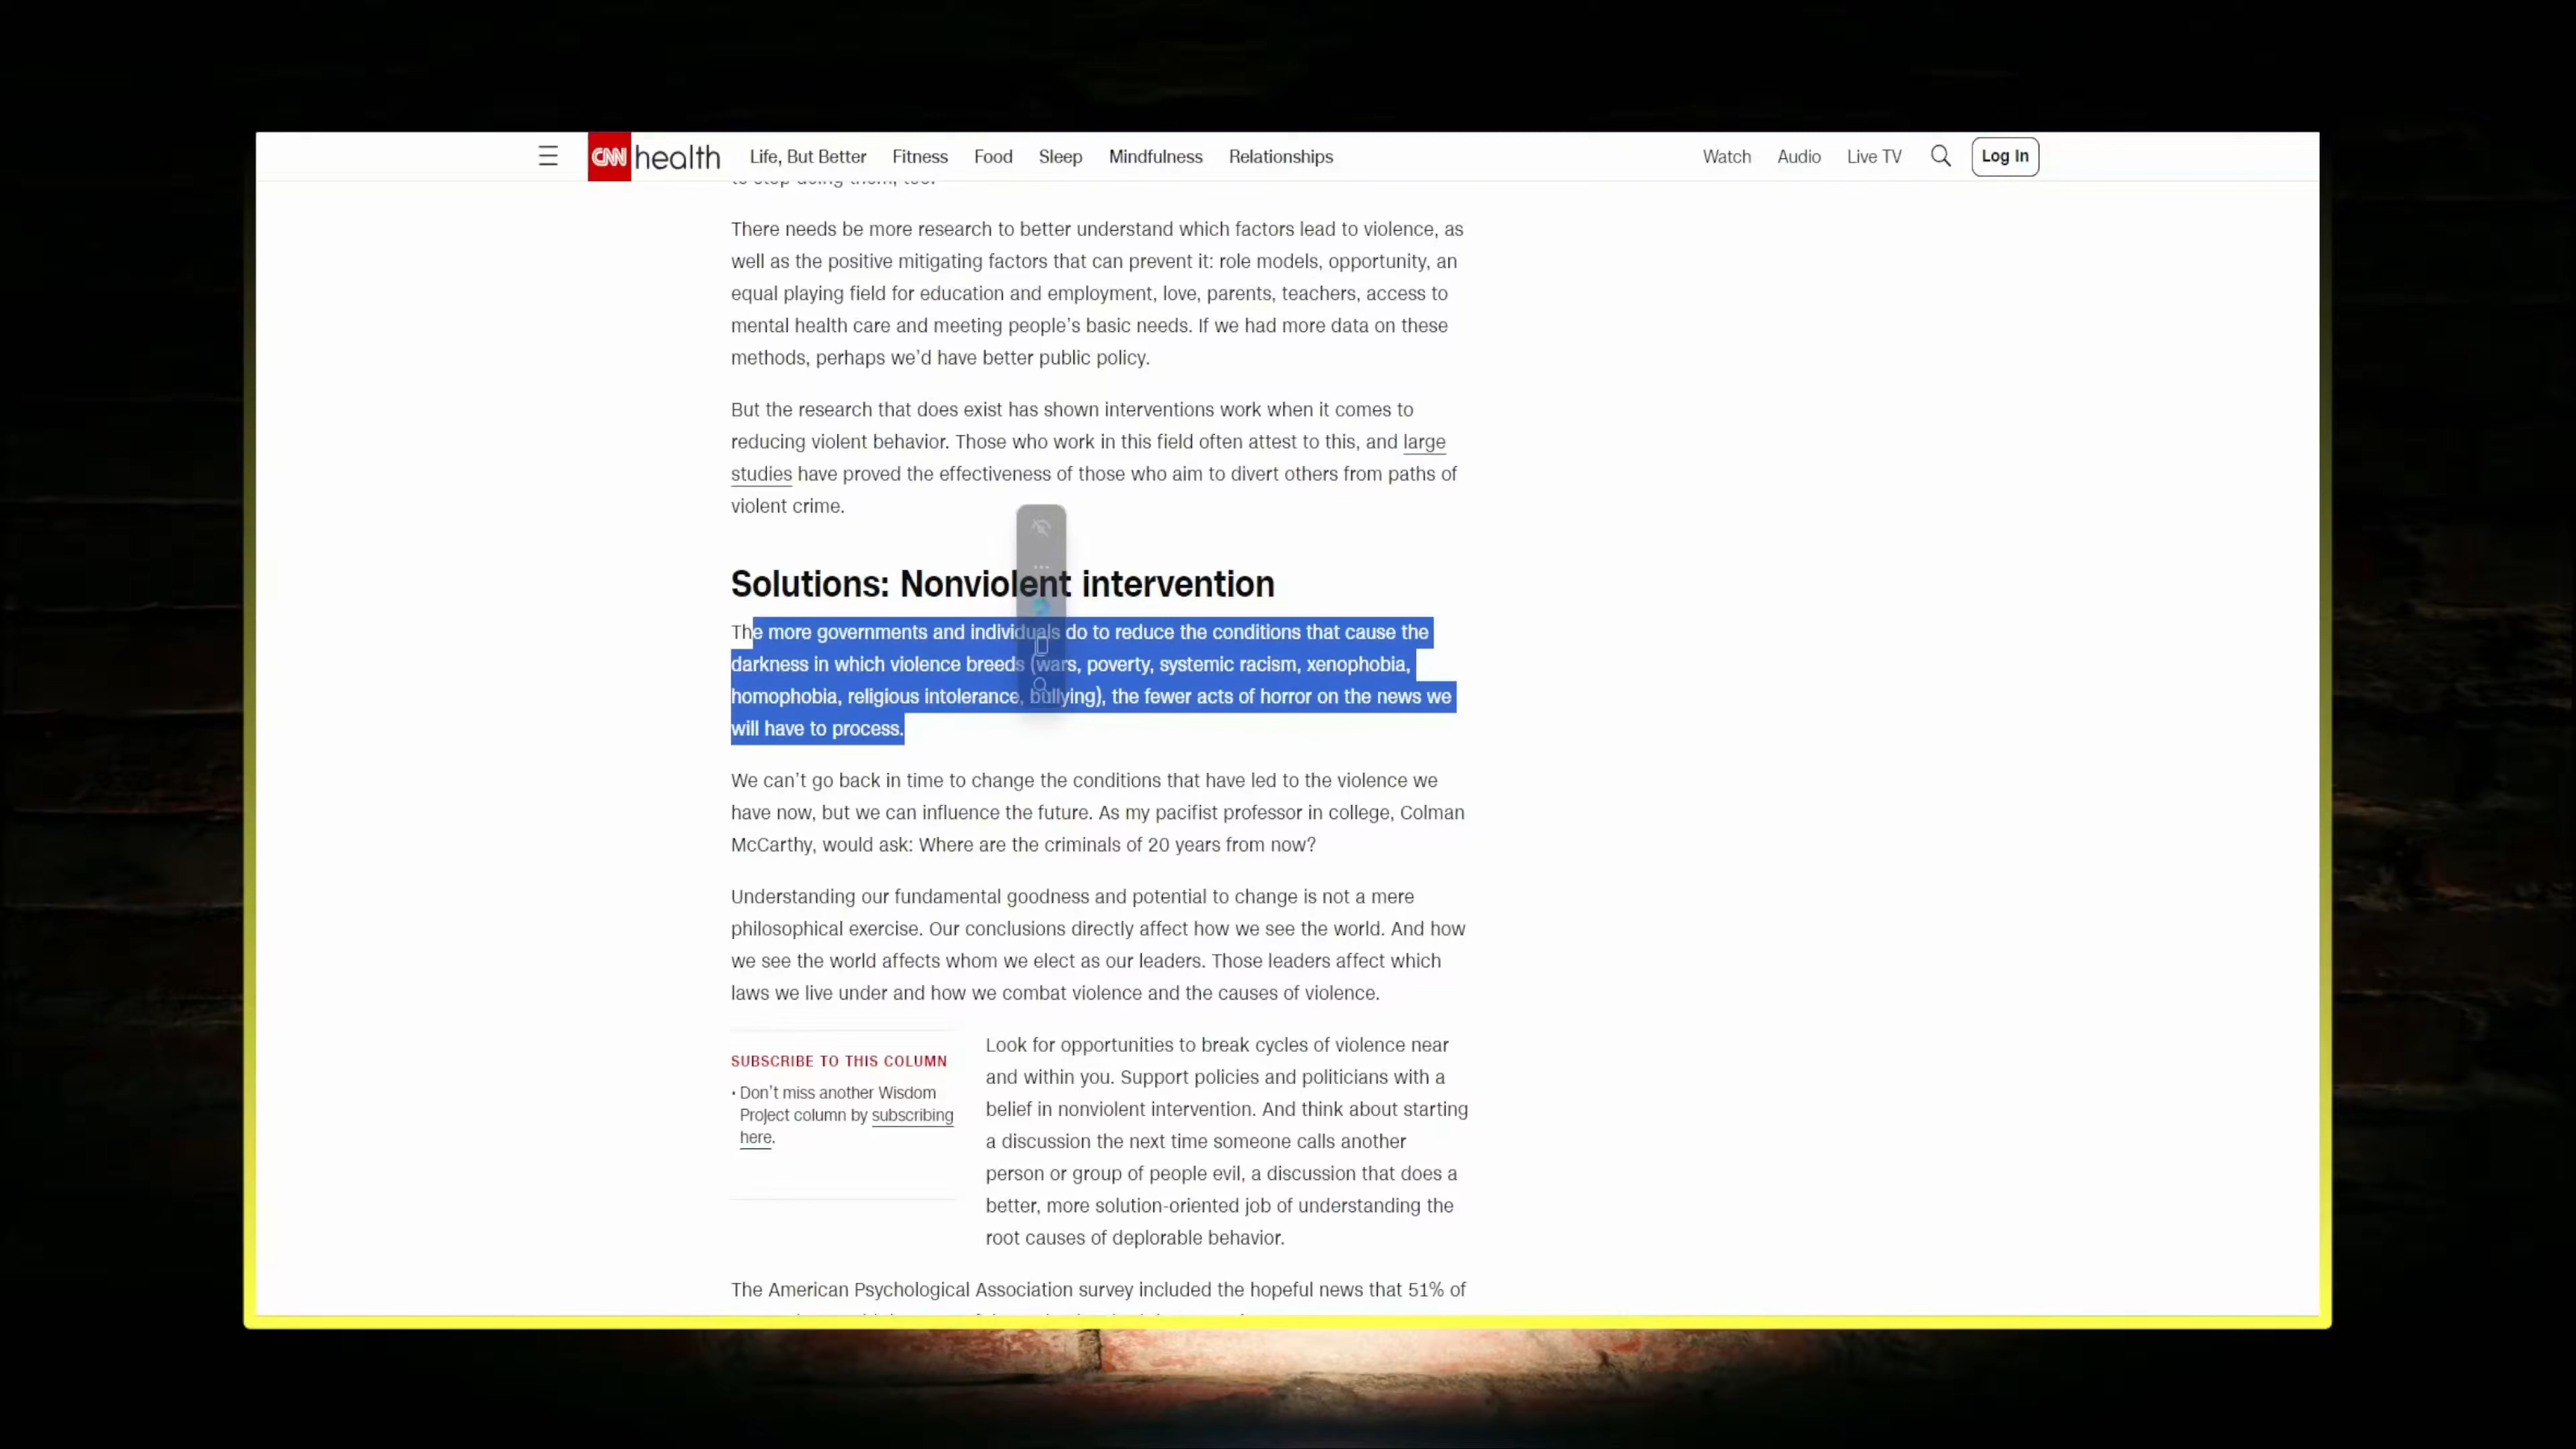 CNN health Life, But Better Fitness Food Sleep Mindfulness Relationships Watch Audio Live TV Log In
to stop doing them, too.
There needs be more research to better understand which factors lead to violence, as
well as the positive mitigating factors that can prevent it: role models, opportunity, an
equal playing field for education and employment, love, parents, teachers, access to
mental health care and meeting people's basic needs. If we had more data on these
methods, perhaps we'd have better public policy.
But the research that does exist has shown interventions work when it comes to
reducing violent behavior. Those who work in this field often attest to this, and large
studies have proved the effectiveness of those who aim to divert others from paths of
violent crime.
Solutions: Nonviolent intervention
The more governments and individuals do to reduce the conditions that cause the
darkness in which violence breeds (wars, poverty, systemic racism, xenophobia,
homophobia, religious intolerance, bullying), the fewer acts of horror on the news we
will have to process.
We can't go back in time to change the conditions that have led to the violence we
have now, but we can influence the future. As my pacifist professor in college, Colman
McCarthy, would ask: Where are the criminals of 20 years from now?
Understanding our fundamental goodness and potential to change is not a mere
philosophical exercise. Our conclusions directly affect how we see the world. And how
we see the world affects whom we elect as our leaders. Those leaders affect which
laws we live under and how we combat violence and the causes of violence.
SUBSCRIBE TO THIS COLUMN
• Don't miss another Wisdom
Project column by subscribing
here.
Look for opportunities to break cycles of violence near
and within you. Support policies and politicians with a
belief in nonviolent intervention. And think about starting
a discussion the next time someone calls another
person or group of people evil, a discussion that does a
better, more solution-oriented job of understanding the
root causes of deplorable behavior.
The American Psychological Association survey included the hopeful news that 51% of